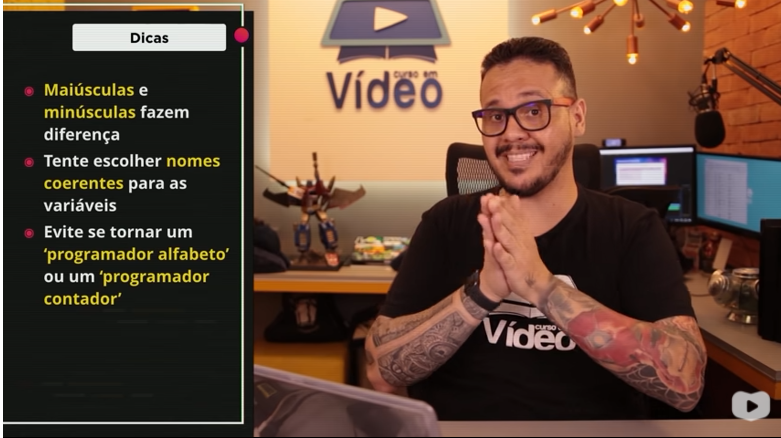 Dicas
Maiúsculas e
minúsculas fazem
diferença
Tente escolher nomes
coerentes para as
variáveis
Evite se tornar um
‘programador alfabeto’
ou um ‘programador
contador’
curso em
Vídeo
curso em
Vídeo